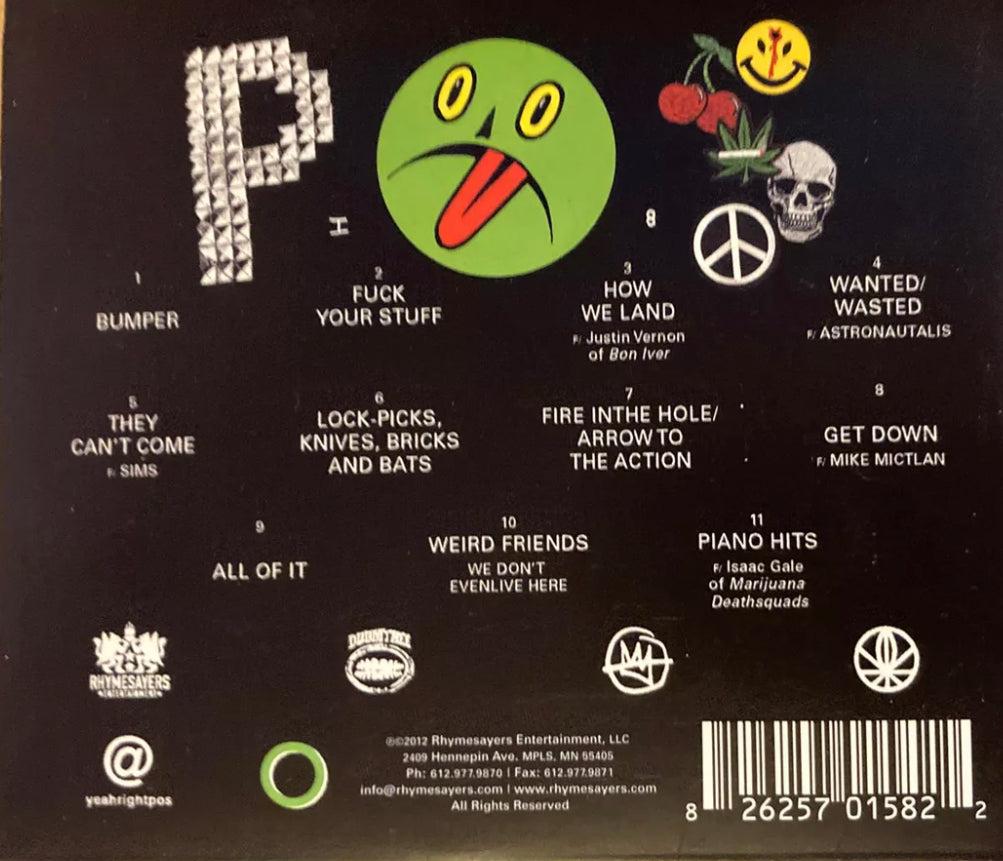 P
H
8
1
BUMPER
2
FUCK
YOUR STUFF
3
HOW
WE LAND
F/ Justin Vernon
of Bon Iver
4
WANTED/
WASTED
F/ ASTRONAUTALIS
5
THEY
CAN'T COME
F/ SIMS
6
LOCK-PICKS,
KNIVES, BRICKS
AND BATS
7
FIRE INTHE HOLE/
ARROW TO
THE ACTION
8
GET DOWN
F/ MIKE MICTLAN
9
ALL OF IT
10
WEIRD FRIENDS
WE DON'T
EVENLIVE HERE
11
PIANO HITS
F/ Isaac Gale
of Marijuana
Deathsquads
RHYMESAYERS
ENTERTAINMENT
DOOMTREE
@
yeahrightpos
℗©2012 Rhymesayers Entertainment, LLC
2409 Hennepin Ave. MPLS, MN 55405
Ph: 612.977.9870 | Fax: 612.977.9871
info@rhymesayers.com | www.rhymesayers.com
All Rights Reserved
8 26257 01582 2